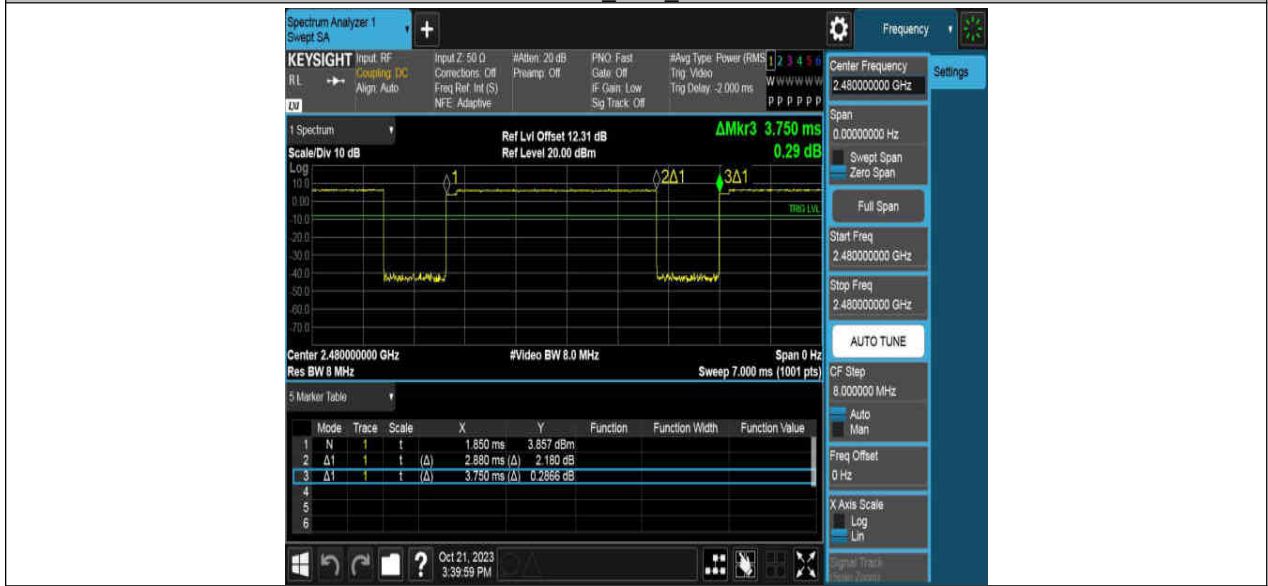 Spectrum Analyzer 1
Swept SA
+
Frequency
KEYSIGHT
RL
LXI
Input: RF
Coupling: DC
Align: Auto
Input Z: 50 Ω
Corrections: Off
Freq Ref: Int (S)
NFE: Adaptive
#Atten: 20 dB
Preamp: Off
PNO: Fast
Gate: Off
IF Gain: Low
Sig Track: Off
#Avg Type: Power (RMS
Trig: Video
Trig Delay: -2.000 ms
1 2 3 4 5 6
W W W W W W
P P P P P P
1 Spectrum
Scale/Div 10 dB
Ref Lvl Offset 12.31 dB
Ref Level 20.00 dBm
ΔMkr3 3.750 ms
0.29 dB
Log
10.0
0.00
-10.0
-20.0
-30.0
-40.0
-50.0
-60.0
-70.0
1
2Δ1
3Δ1
TRIG LVL
Center 2.480000000 GHz
Res BW 8 MHz
#Video BW 8.0 MHz
Span 0 Hz
Sweep 7.000 ms (1001 pts)
5 Marker Table
Mode Trace Scale X Y Function Function Width Function Value
1 N 1 t 1.850 ms 3.857 dBm
2 Δ1 1 t (Δ) 2.880 ms (Δ) 2.180 dB
3 Δ1 1 t (Δ) 3.750 ms (Δ) 0.2866 dB
4
5
6
?
Oct 21, 2023
3:39:59 PM
Center Frequency
2.480000000 GHz
Settings
Span
0.00000000 Hz
Swept Span
Zero Span
Full Span
Start Freq
2.480000000 GHz
Stop Freq
2.480000000 GHz
AUTO TUNE
CF Step
8.000000 MHz
Auto
Man
Freq Offset
0 Hz
X Axis Scale
Log
Lin
Signal Track
(Span Zoom)